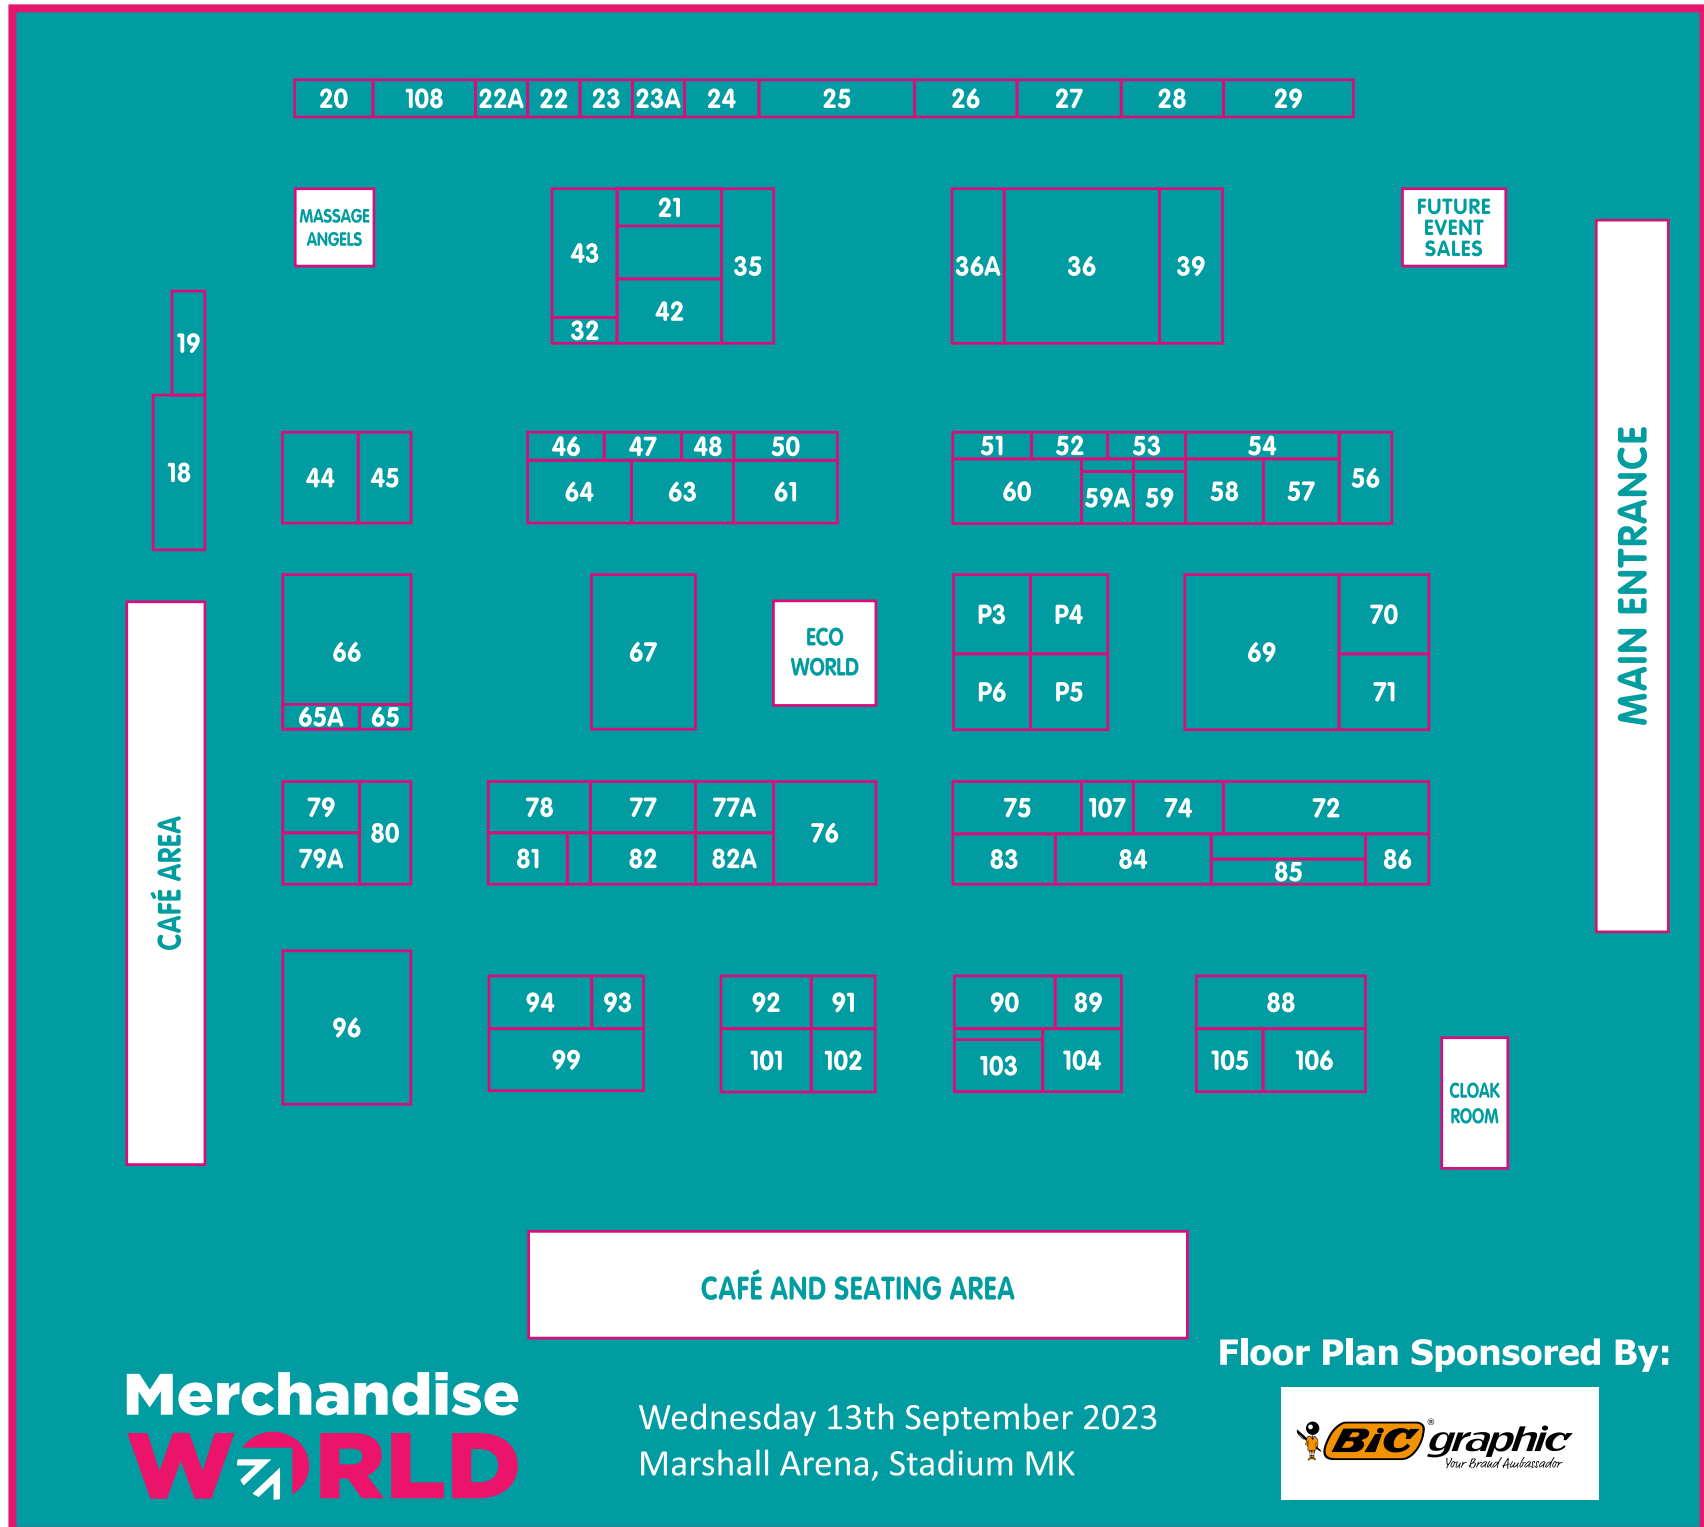 20 108 22A 22 23 23A 24 25 26 27 28 29
MASSAGE
ANGELS
21
43
35
42
32
36A 36 39
FUTURE
EVENT
SALES
19
18
MAIN ENTRANCE
44 45
46 47 48 50
64 63 61
51 52 53 54
56
60 59A 59 58 57
66
65A 65
67
ECO
WORLD
P3 P4
P6 P5
69
70
71
CAFÉ AREA
79
80
79A
78 77 77A
76
81 82 82A
75 107 74 72
83 84 85 86
96
94 93
99
92 91
101 102
90 89
103 104
88
105 106
CLOAK
ROOM
CAFÉ AND SEATING AREA
Merchandise
WORLD
Wednesday 13th September 2023
Marshall Arena, Stadium MK
Floor Plan Sponsored By:
BiC® graphic
Your Brand Ambassador